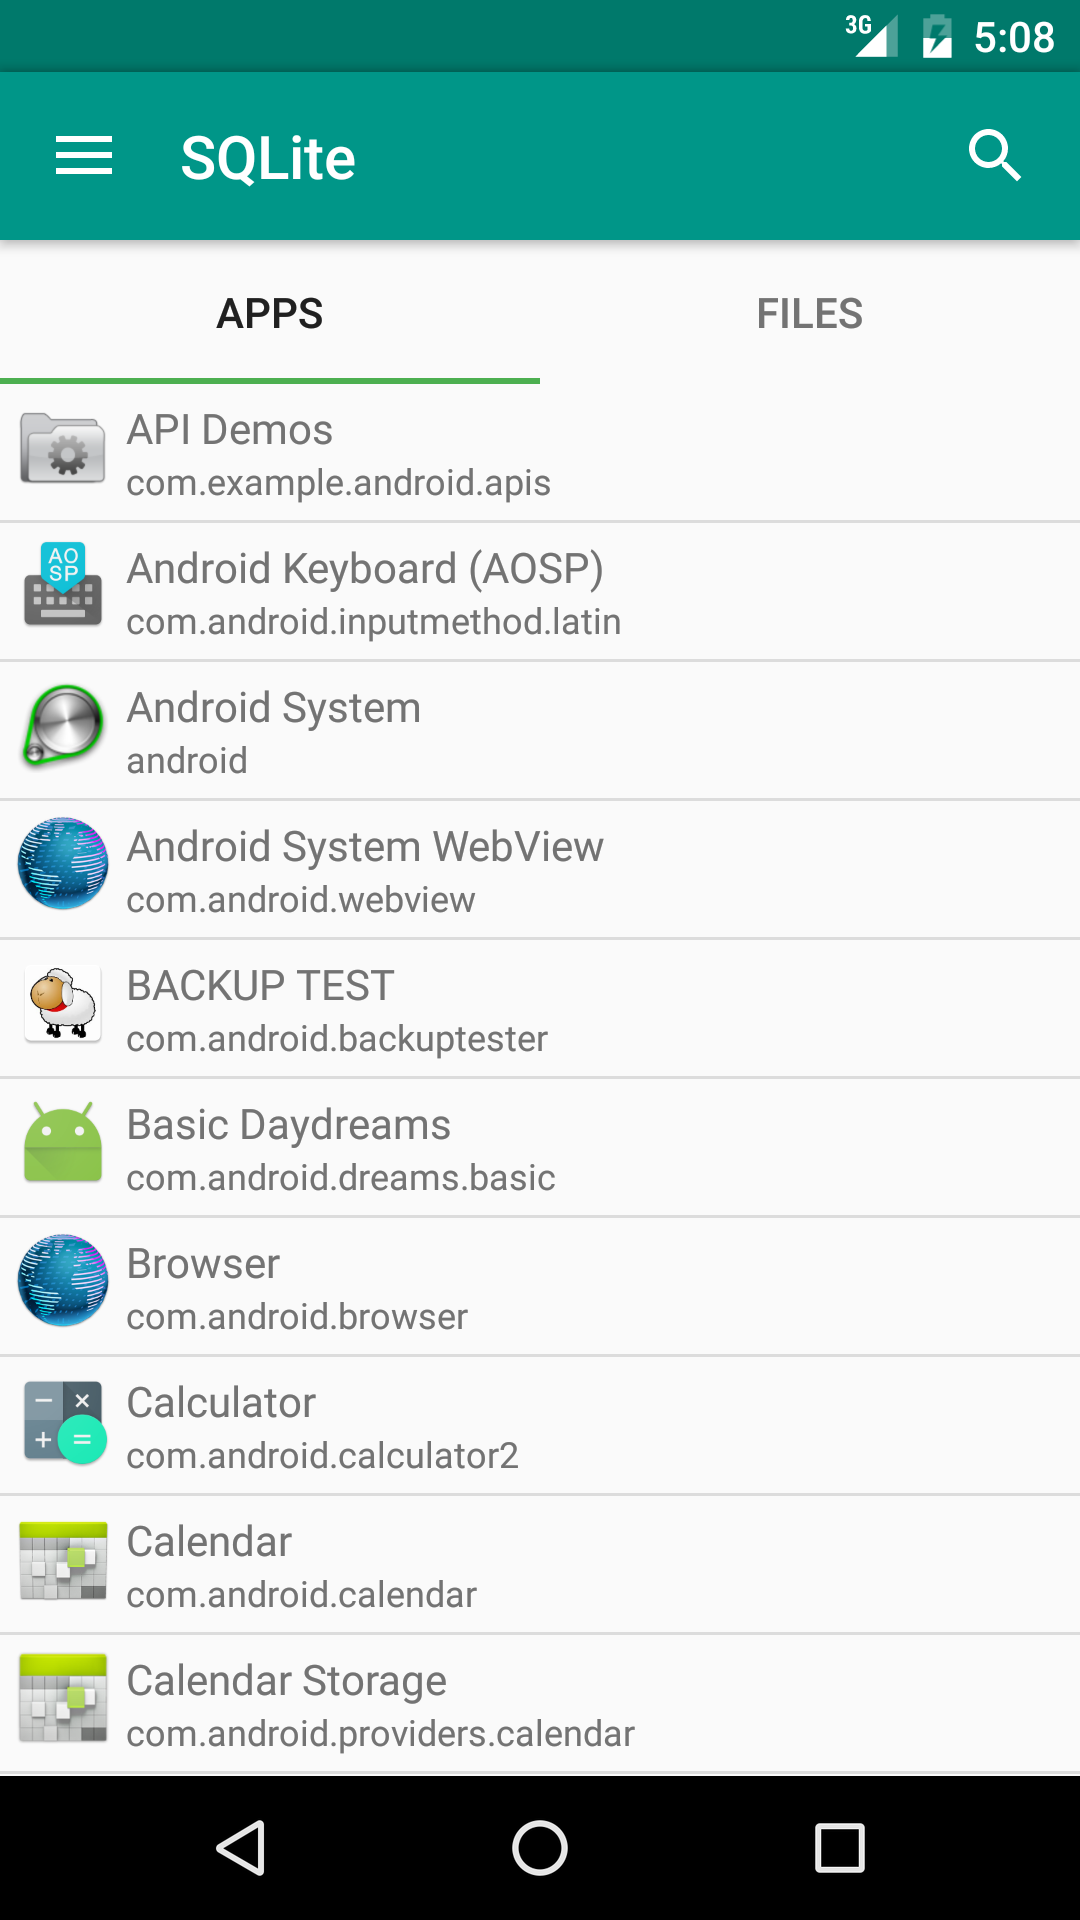 3G 5:08
SQLite
APPS FILES
API Demos
com.example.android.apis
AO
SP
Android Keyboard (AOSP)
com.android.inputmethod.latin
Android System
android
Android System WebView
com.android.webview
BACKUP TEST
com.android.backuptester
Basic Daydreams
com.android.dreams.basic
Browser
com.android.browser
Calculator
com.android.calculator2
Calendar
com.android.calendar
Calendar Storage
com.android.providers.calendar